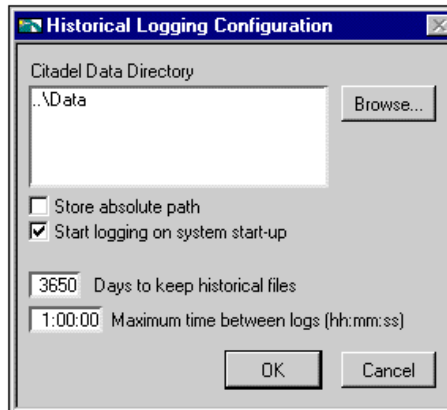 Historical Logging Configuration
Citadel Data Directory
..\Data
Browse...
Store absolute path
Start logging on system start-up
3650 Days to keep historical files
1:00:00 Maximum time between logs (hh:mm:ss)
OK Cancel